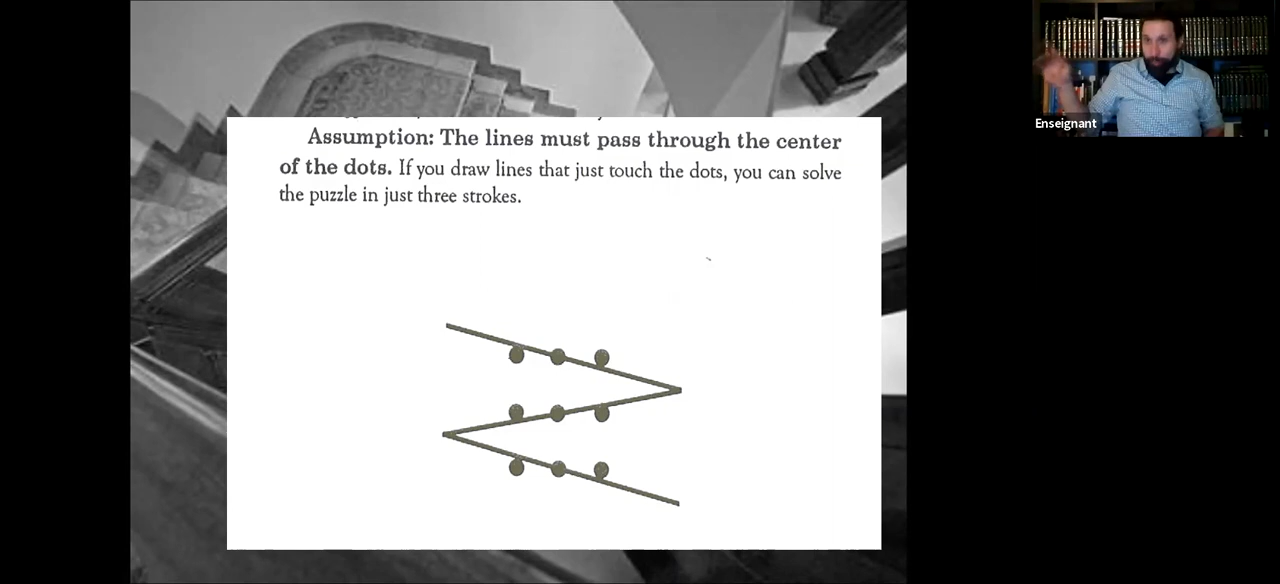 Assumption: The lines must pass through the center
of the dots. If you draw lines that just touch the dots, you can solve
the puzzle in just three strokes.
Enseignant